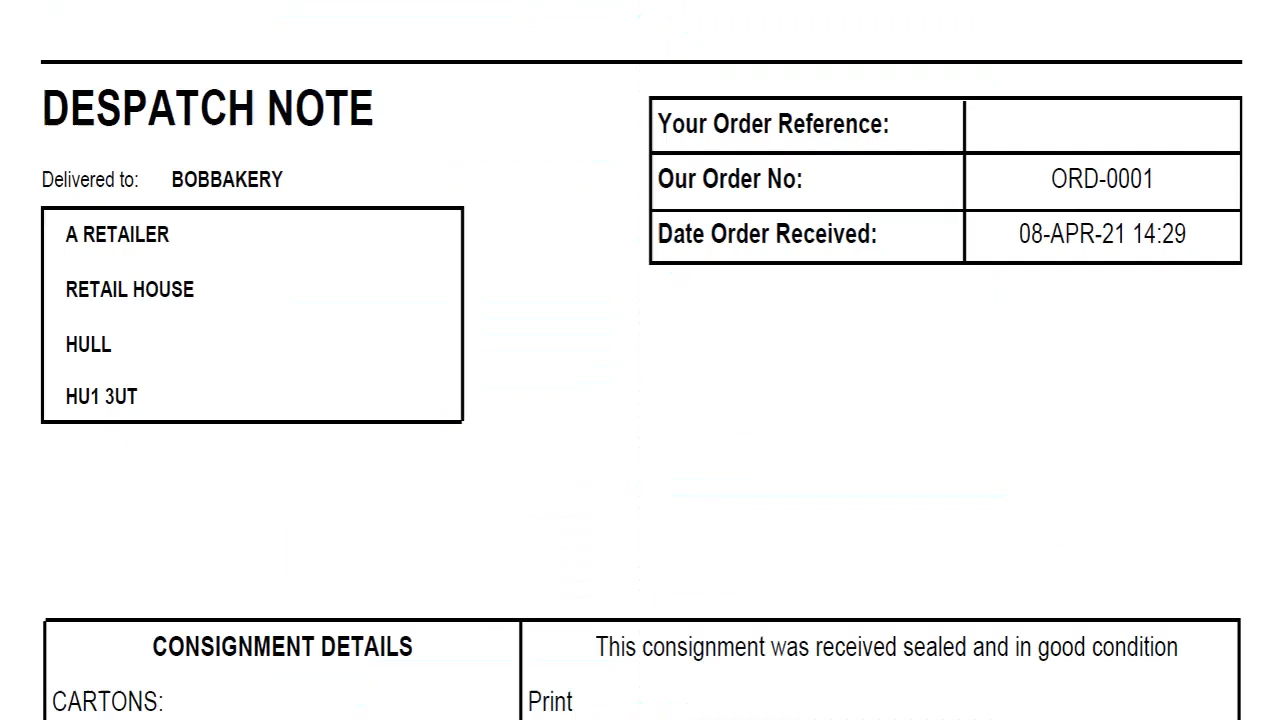 DESPATCH NOTE
Delivered to: BOBBAKERY
A RETAILER
RETAIL HOUSE
HULL
HU1 3UT
Your Order Reference:
Our Order No: ORD-0001
Date Order Received: 08-APR-21 14:29
CONSIGNMENT DETAILS
CARTONS:
This consignment was received sealed and in good condition
Print